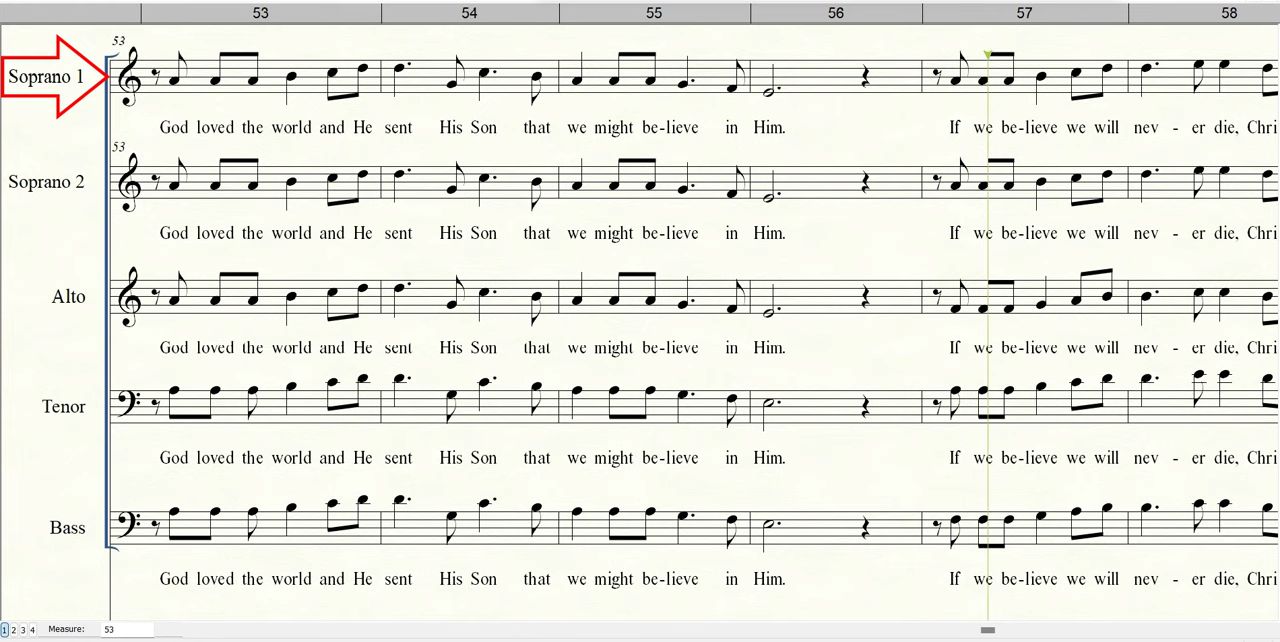 53 54 55 56 57 58
53
Soprano 1
God loved the world and He sent His Son that we might be-lieve in Him. If we be-lieve we will nev - er die, Chri
53
Soprano 2
God loved the world and He sent His Son that we might be-lieve in Him. If we be-lieve we will nev - er die, Chri
Alto
God loved the world and He sent His Son that we might be-lieve in Him. If we be-lieve we will nev - er die, Chri
Tenor
God loved the world and He sent His Son that we might be-lieve in Him. If we be-lieve we will nev - er die, Chri
Bass
God loved the world and He sent His Son that we might be-lieve in Him. If we be-lieve we will nev - er die, Chri
1 2 3 4 Measure: 53